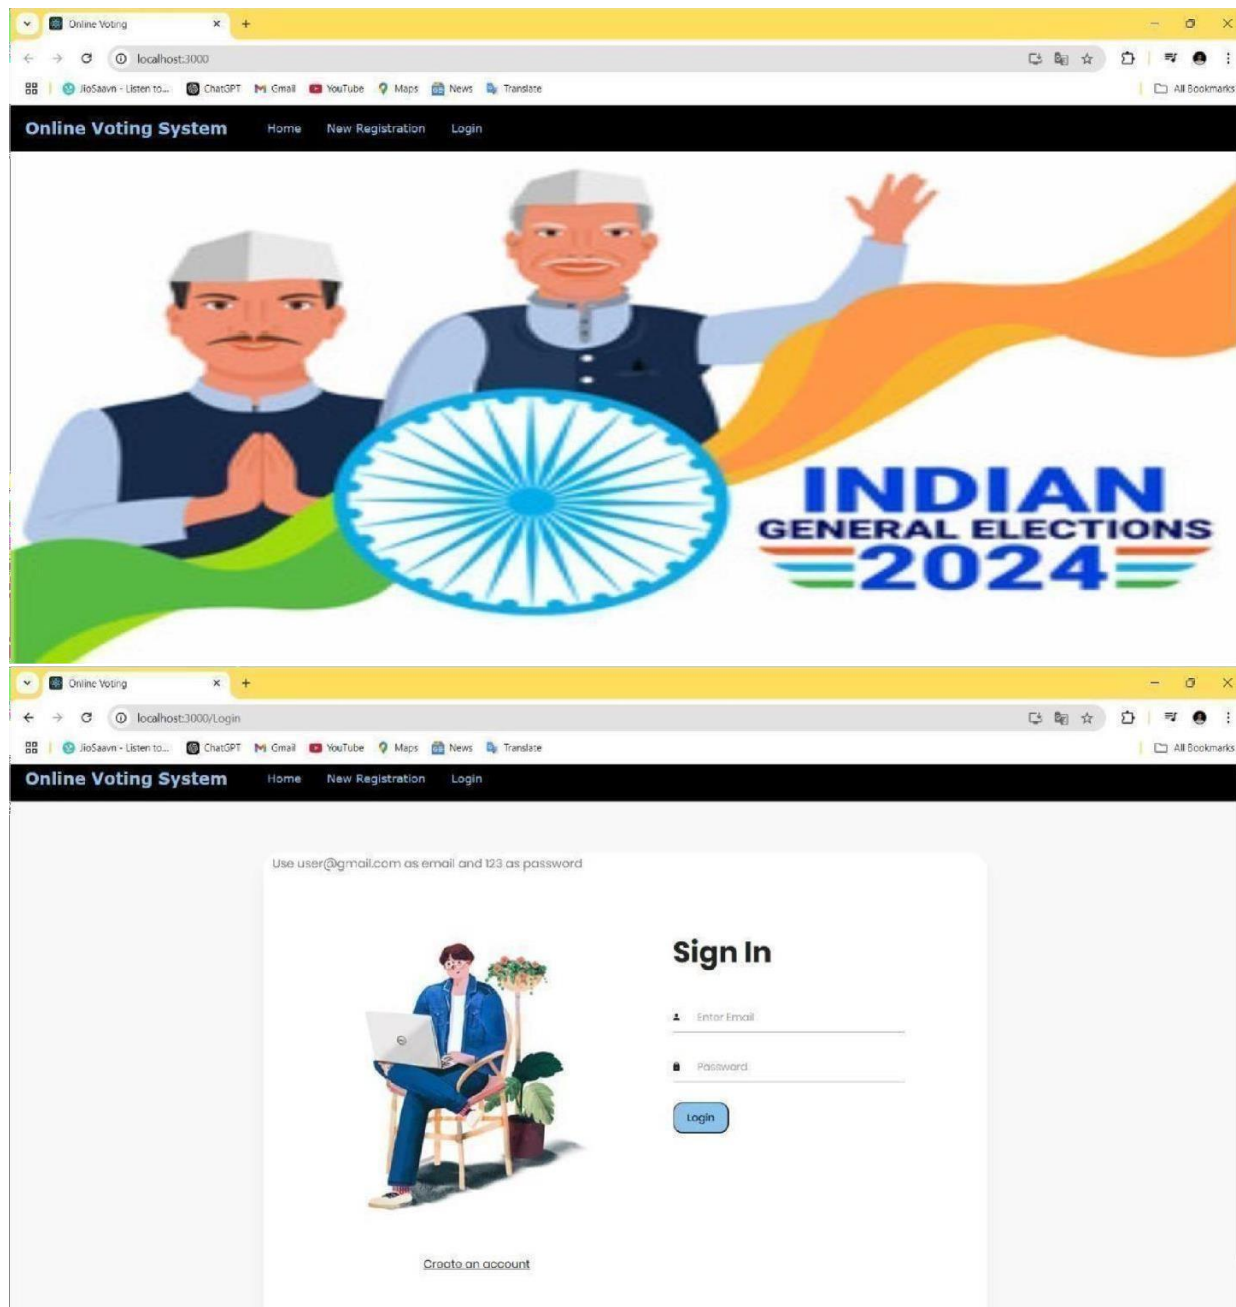 Online Voting
localhost:3000
JioSaavn - Listen to... ChatGPT Gmail YouTube Maps News Translate All Bookmarks
Online Voting System Home New Registration Login
INDIAN
GENERAL ELECTIONS
2024
Online Voting
localhost:3000/Login
JioSaavn - Listen to... ChatGPT Gmail YouTube Maps News Translate All Bookmarks
Online Voting System Home New Registration Login
Use user@gmail.com as email and 123 as password
Sign In
Enter Email
Password
Login
Create an account